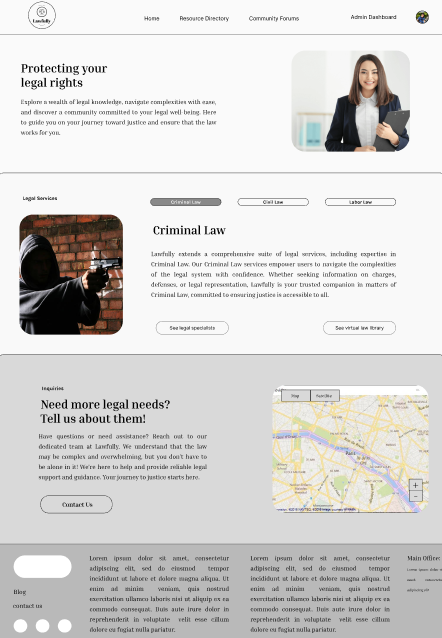 Lawfully
Home
Resource Directory
Community Forums
Admin Dashboard
Protecting your
legal rights
Explore a wealth of legal knowledge, navigate complexities with ease,
and discover a community committed to your legal well being. Here
to guide you on your journey toward justice and ensure that the law
works for you.
Legal Services
Criminal Law
Civil Law
Labor Law
Criminal Law
Lawfully extends a comprehensive suite of legal services, including expertise in
Criminal Law. Our Criminal Law services empower users to navigate the complexities
of the legal system with confidence. Whether seeking information on charges,
defenses, or legal representation, Lawfully is your trusted companion in matters of
Criminal Law, committed to ensuring justice is accessible to all.
See legal specialists
See virtual law library
Inquiries
Need more legal needs?
Tell us about them!
Have questions or need assistance? Reach out to our
dedicated team at Lawfully. We understand that the law
may be complex and overwhelming, but you don't have to
be alone in it! We're here to help and provide reliable legal
support and guidance. Your journey to justice starts here.
Contact Us
Map
Satellite
Paris
+
−
Blog
contact us
Lorem ipsum dolor sit amet, consectetur
adipiscing elit, sed do eiusmod tempor
incididunt ut labore et dolore magna aliqua. Ut
enim ad minim veniam, quis nostrud
exercitation ullamco laboris nisi ut aliquip ex ea
commodo consequat. Duis aute irure dolor in
reprehenderit in voluptate velit esse cillum
dolore eu fugiat nulla pariatur.
Lorem ipsum dolor sit amet, consectetur
adipiscing elit, sed do eiusmod tempor
incididunt ut labore et dolore magna aliqua. Ut
enim ad minim veniam, quis nostrud
exercitation ullamco laboris nisi ut aliquip ex ea
commodo consequat. Duis aute irure dolor in
reprehenderit in voluptate velit esse cillum
dolore eu fugiat nulla pariatur.
Main Office:
Lorem ipsum dolor
amet,
adipiscing elit